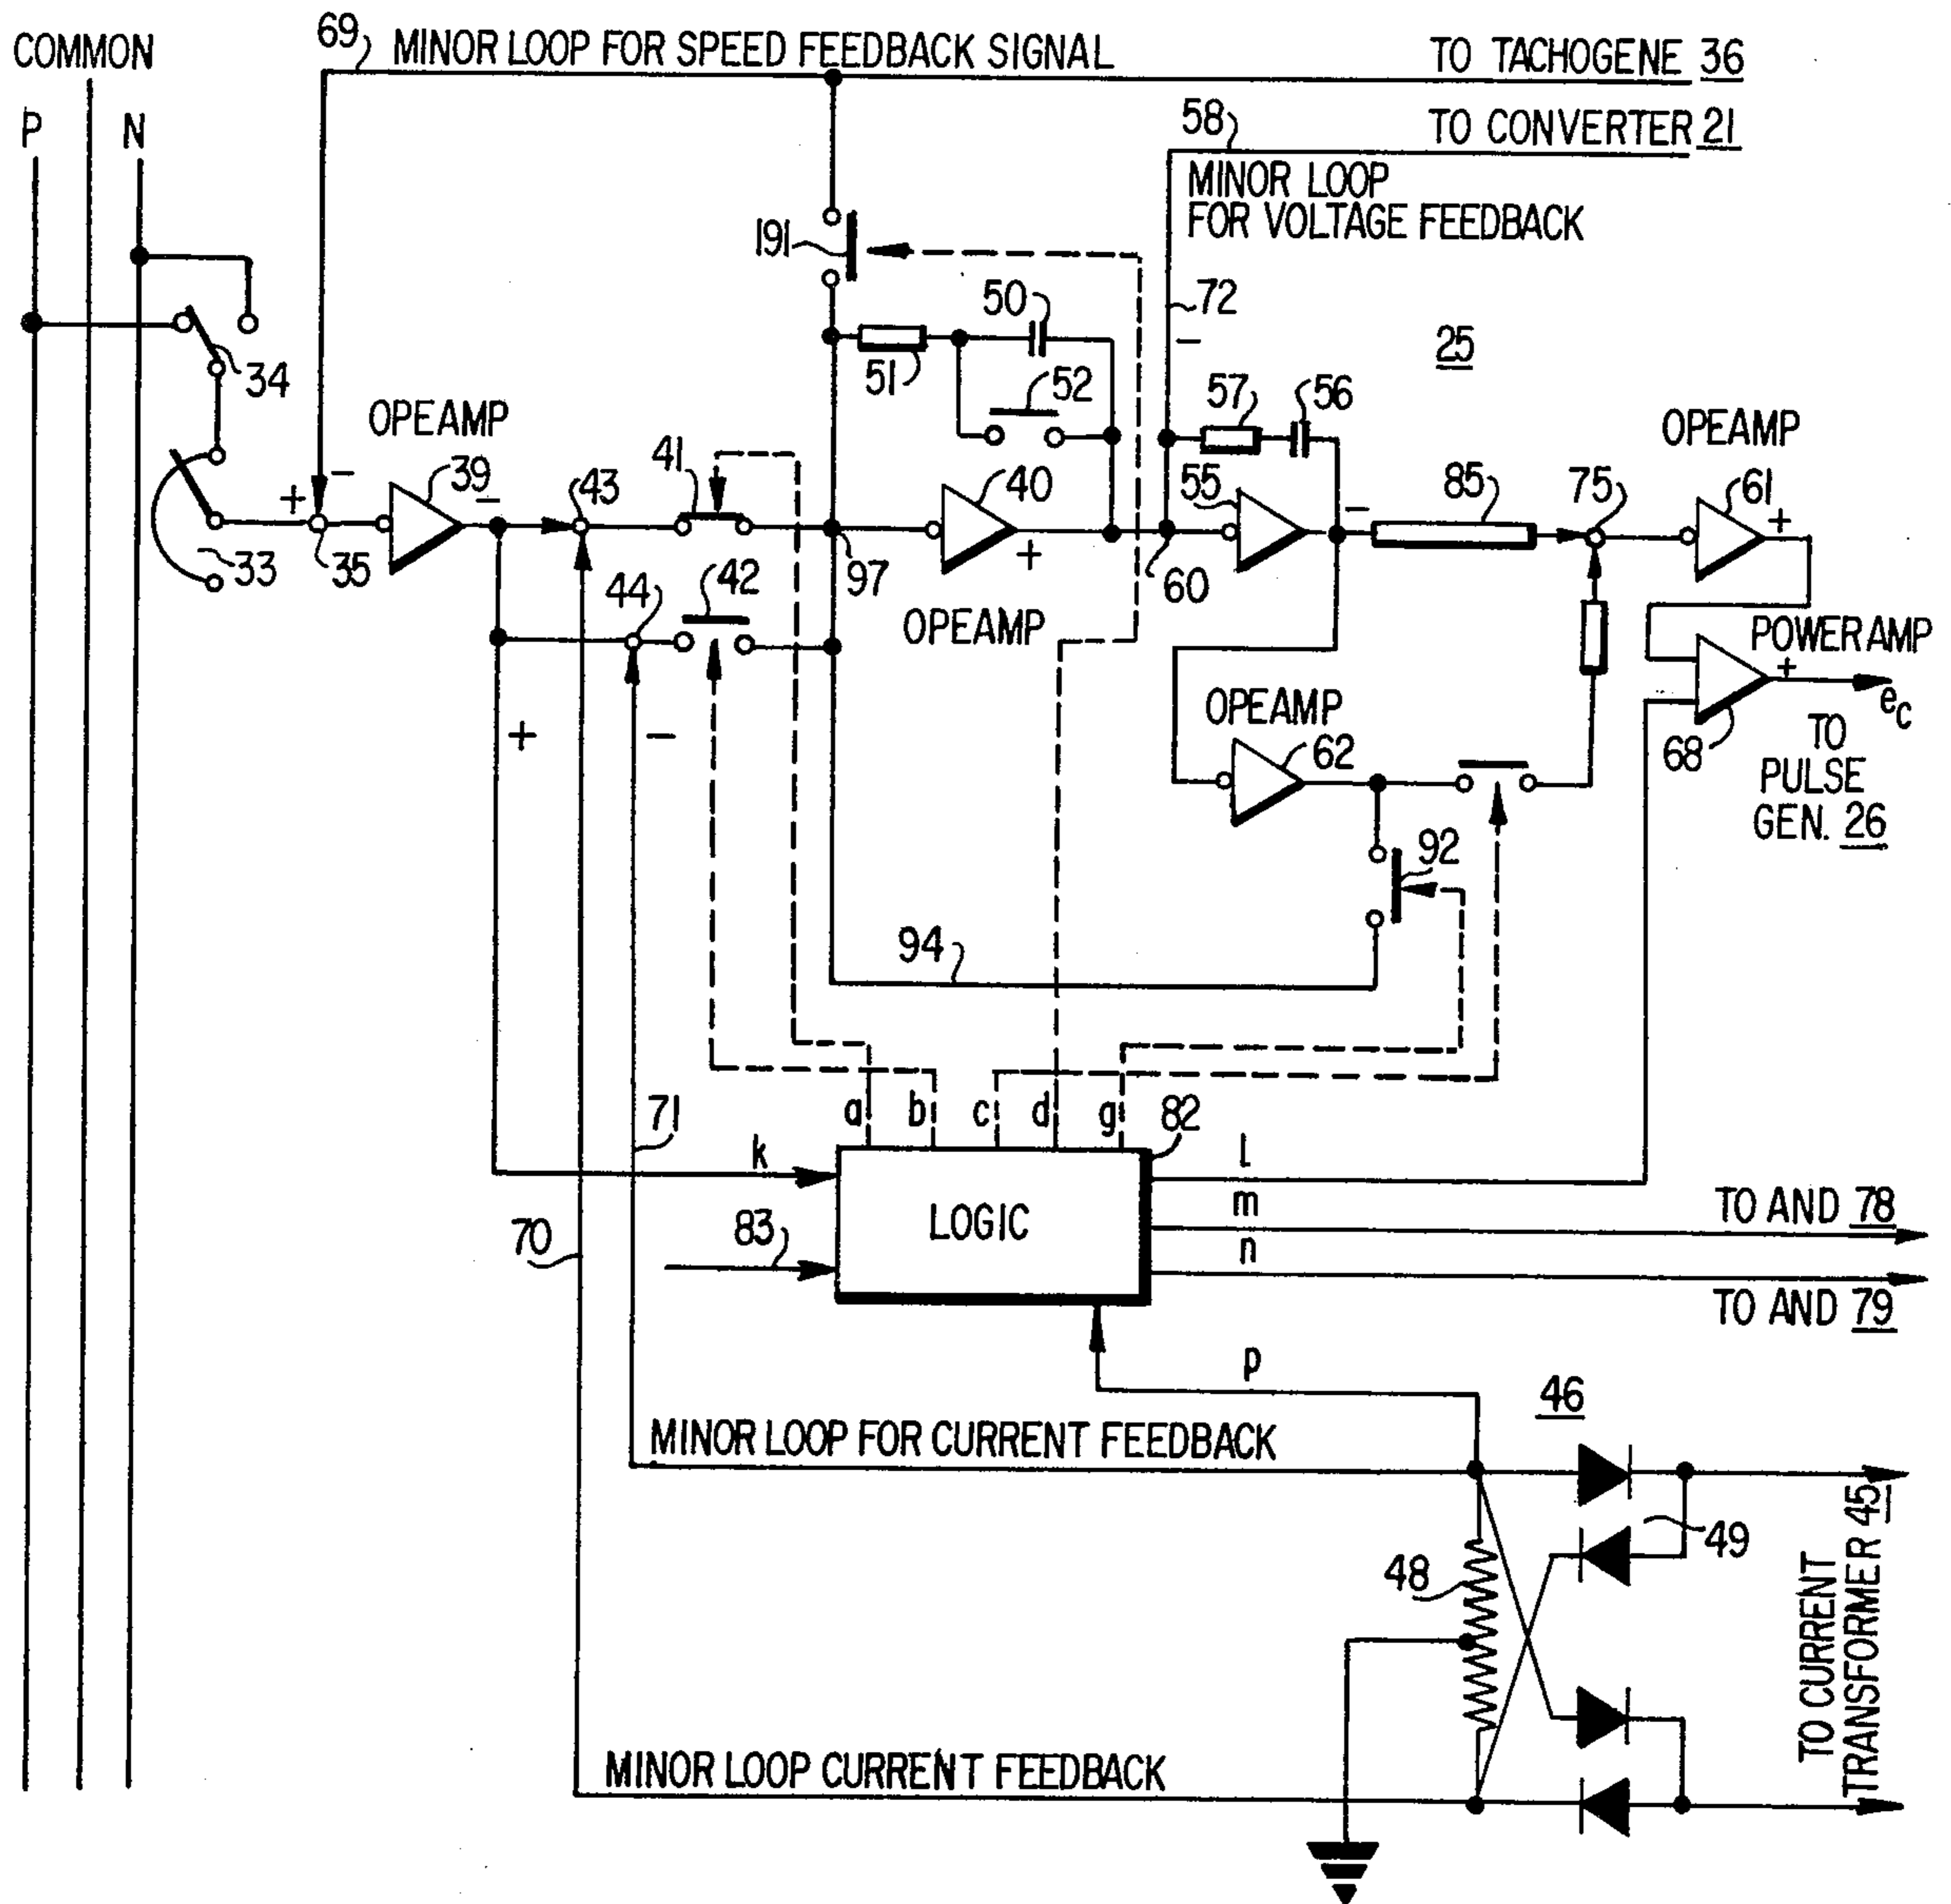 69 MINOR LOOP FOR SPEED FEEDBACK SIGNAL TO TACHOGENE 36
COMMON
P N
58 TO CONVERTER 21
MINOR LOOP
FOR VOLTAGE FEEDBACK
191
50
72
-
25
34
51
52
57 56
OPEAMP
OPEAMP
+ -
39 -
43
41
40
55
-
85
75
61 +
33
35
44
42
97
+
60
OPEAMP
POWER AMP
+
e_c
+
-
OPEAMP
62
68
TO
PULSE
GEN. 26
92
94
71
a b c d g 82
k
l
LOGIC
m
TO AND 78
70
83
n
TO AND 79
p
46
MINOR LOOP FOR CURRENT FEEDBACK
49
48
TO CURRENT
TRANSFORMER 45
MINOR LOOP CURRENT FEEDBACK